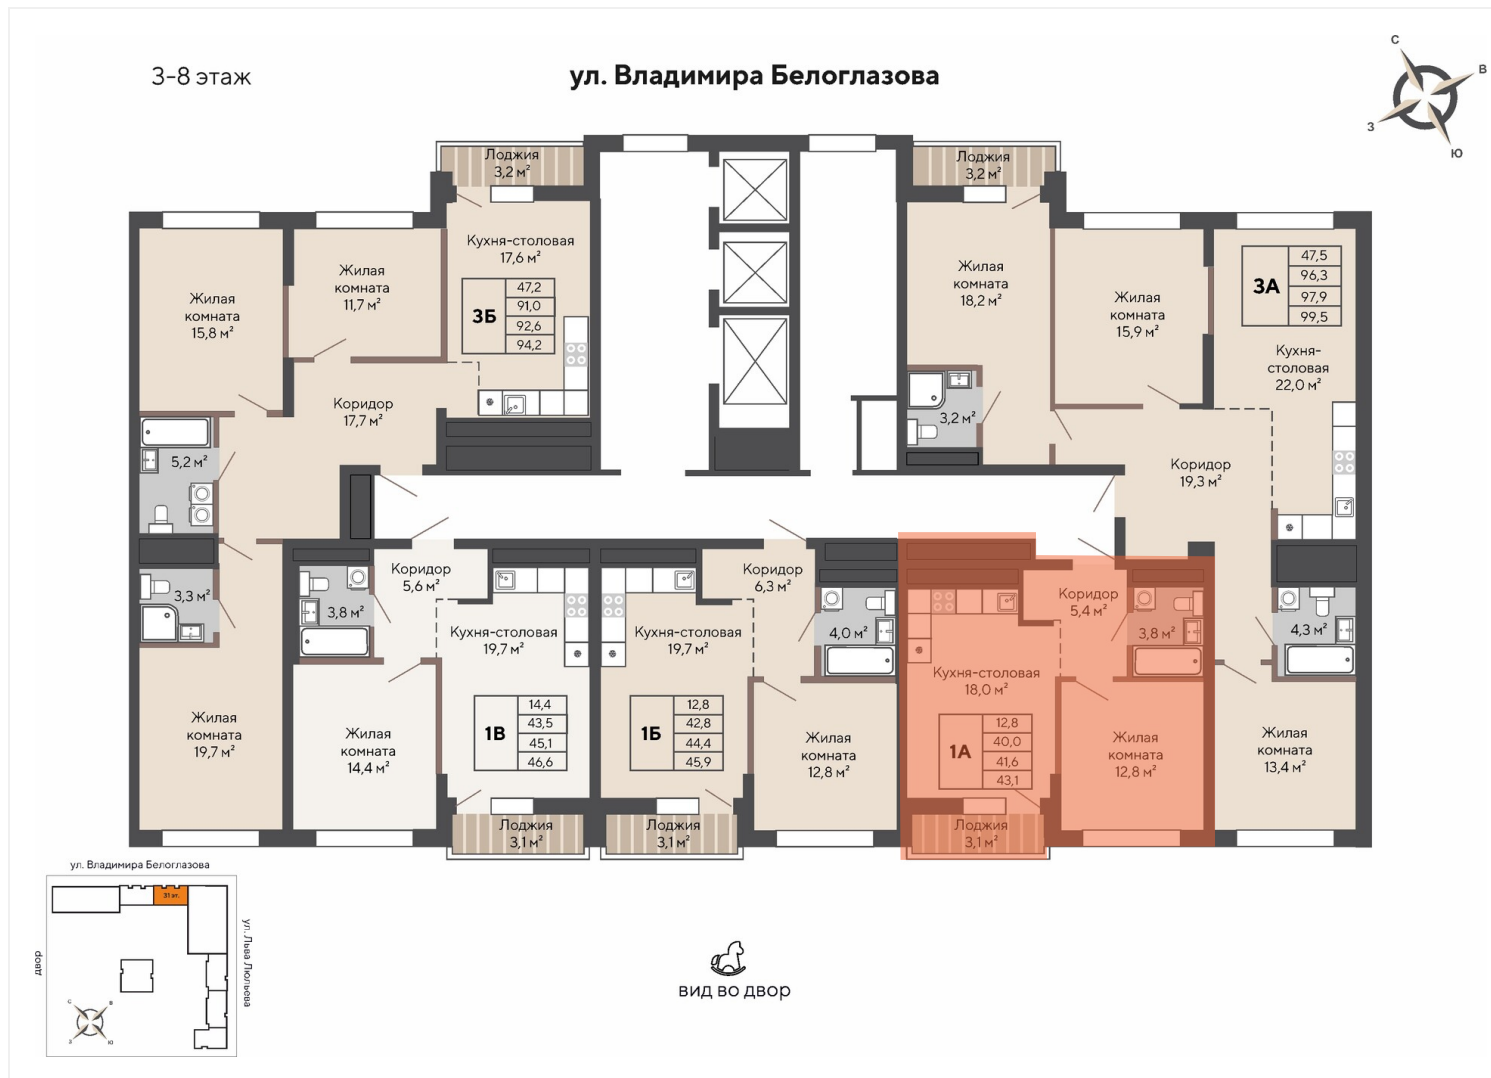 3-8 этаж
ул. Владимира Белоглазова
С
В
З
Ю
Лоджия
3,2 м²
Лоджия
3,2 м²
Жилая
комната
15,8 м²
Жилая
комната
11,7 м²
Кухня-столовая
17,6 м²
3Б
47,2
91,0
92,6
94,2
Коридор
17,7 м²
5,2 м²
3,3 м²
Жилая
комната
19,7 м²
Жилая
комната
18,2 м²
3,2 м²
Жилая
комната
15,9 м²
3А
47,5
96,3
97,9
99,5
Кухня-
столовая
22,0 м²
Коридор
19,3 м²
4,3 м²
Жилая
комната
13,4 м²
3,8 м²
Коридор
5,6 м²
Кухня-столовая
19,7 м²
1В
14,4
43,5
45,1
46,6
Жилая
комната
14,4 м²
Лоджия
3,1 м²
Коридор
6,3 м²
4,0 м²
Кухня-столовая
19,7 м²
1Б
12,8
42,8
44,4
45,9
Жилая
комната
12,8 м²
Лоджия
3,1 м²
Коридор
5,4 м²
3,8 м²
Кухня-столовая
18,0 м²
1А
12,8
40,0
41,6
43,1
Жилая
комната
12,8 м²
Лоджия
3,1 м²
ул. Владимира Белоглазова
31 эт.
двор
ул. Льва Люльева
С
В
З
Ю
вид во двор